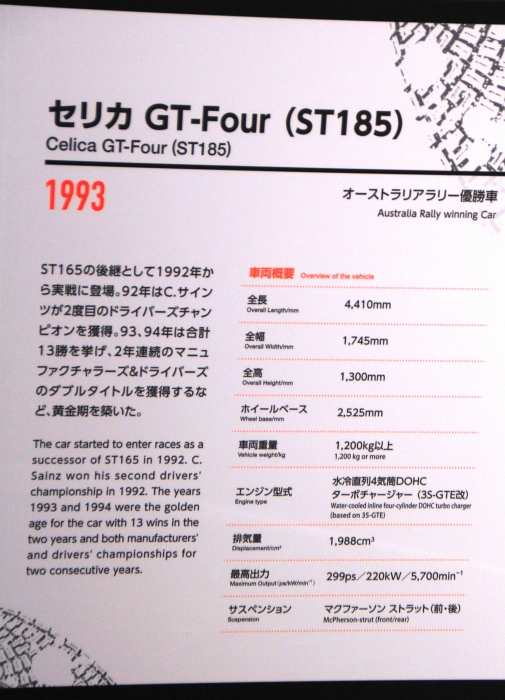 セリカ GT-Four (ST185)
Celica GT-Four (ST185)
1993
オーストラリアラリー優勝車
Australia Rally winning Car
ST165の後継として1992年か
ら実戦に登場。92年はC.サイン
ツが2度目のドライバーズチャン
ピオンを獲得。93、94年は合計
13勝を挙げ、2年連続のマニュ
ファクチャラーズ&ドライバーズ
のダブルタイトルを獲得するな
ど、黄金期を築いた。
The car started to enter races as a
successor of ST165 in 1992. C.
Sainz won his second drivers'
championship in 1992. The years
1993 and 1994 were the golden
age for the car with 13 wins in the
two years and both manufacturers'
and drivers' championships for
two consecutive years.
車両概要 Overview of the vehicle
全長 4,410mm
Overall Length/mm
全幅 1,745mm
Overall Width/mm
全高 1,300mm
Overall Height/mm
ホイールベース 2,525mm
Wheel base/mm
車両重量 1,200kg以上
Vehicle weight/kg 1,200 kg or more
エンジン型式 水冷直列4気筒DOHC
ターボチャージャー (3S-GTE改)
Engine type Water-cooled inline four-cylinder DOHC turbo charger
(based on 3S-GTE)
排気量 1,988cm³
Displacement/cm³
最高出力 299ps/220kW/5,700min⁻¹
Maximum Output (ps/kW/min⁻¹)
サスペンション マクファーソン ストラット(前・後)
Suspension McPherson-strut (front/rear)